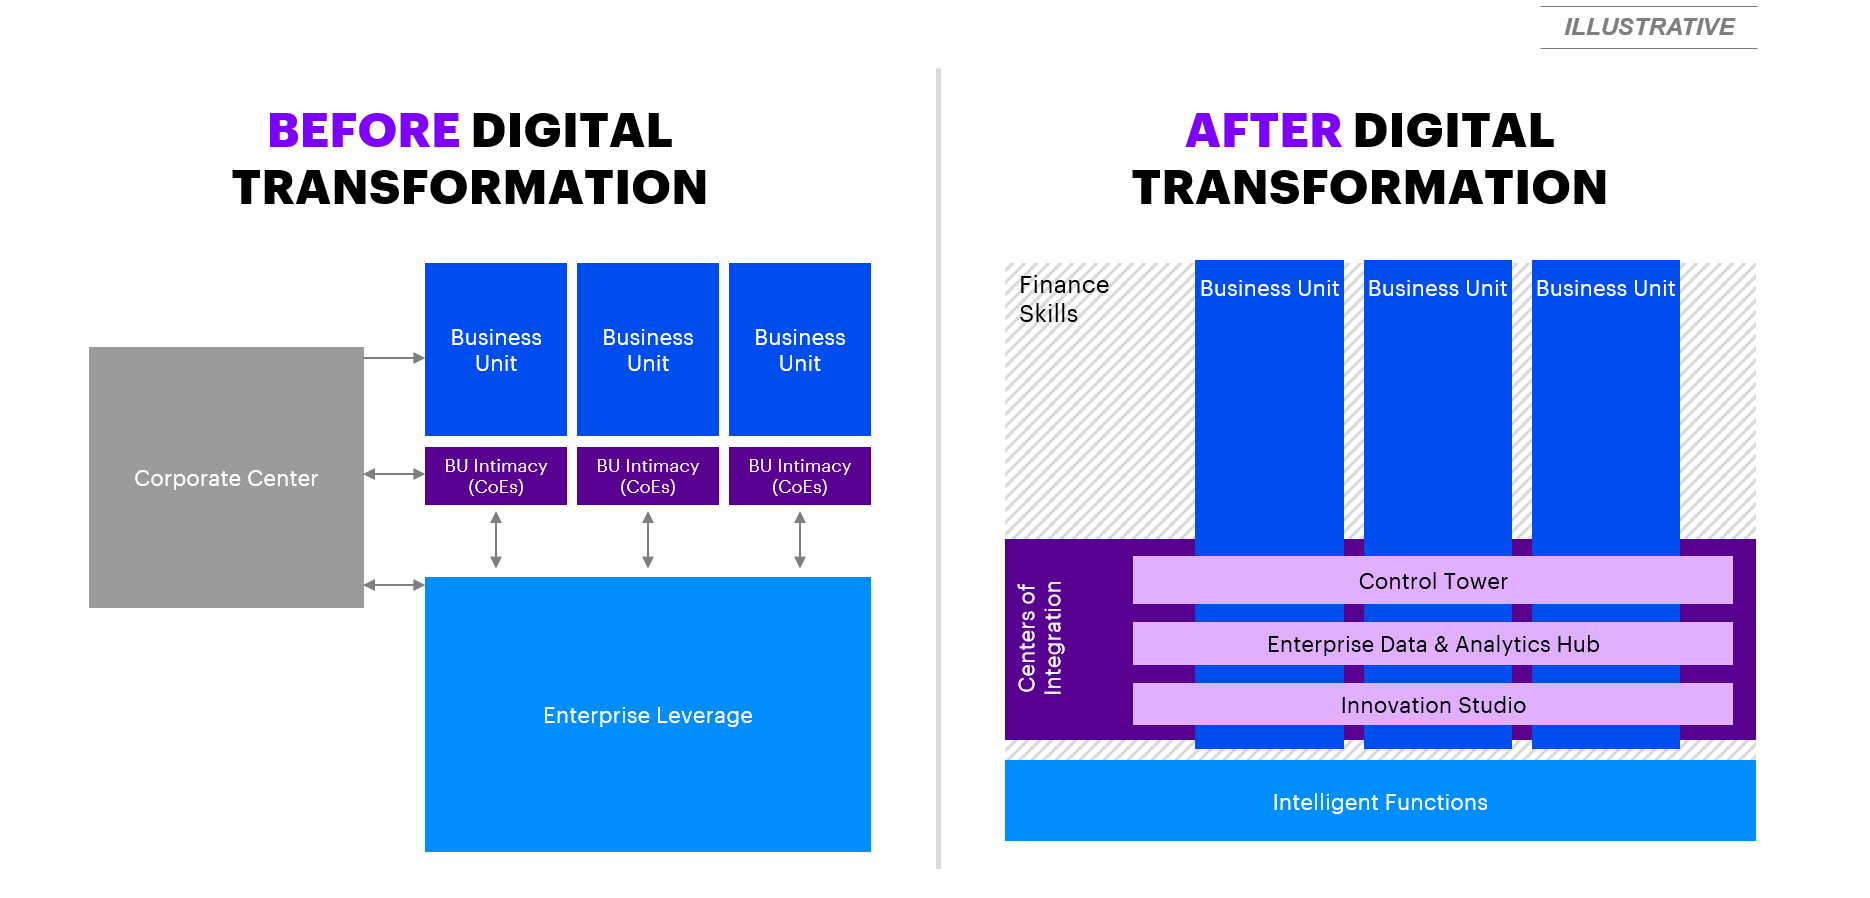 ILLUSTRATIVE
BEFORE DIGITAL
TRANSFORMATION
Corporate Center
Business
Unit
Business
Unit
Business
Unit
BU Intimacy
(CoEs)
BU Intimacy
(CoEs)
BU Intimacy
(CoEs)
Enterprise Leverage
AFTER DIGITAL
TRANSFORMATION
Finance
Skills
Business Unit
Business Unit
Business Unit
Centers of
Integration
Control Tower
Enterprise Data & Analytics Hub
Innovation Studio
Intelligent Functions